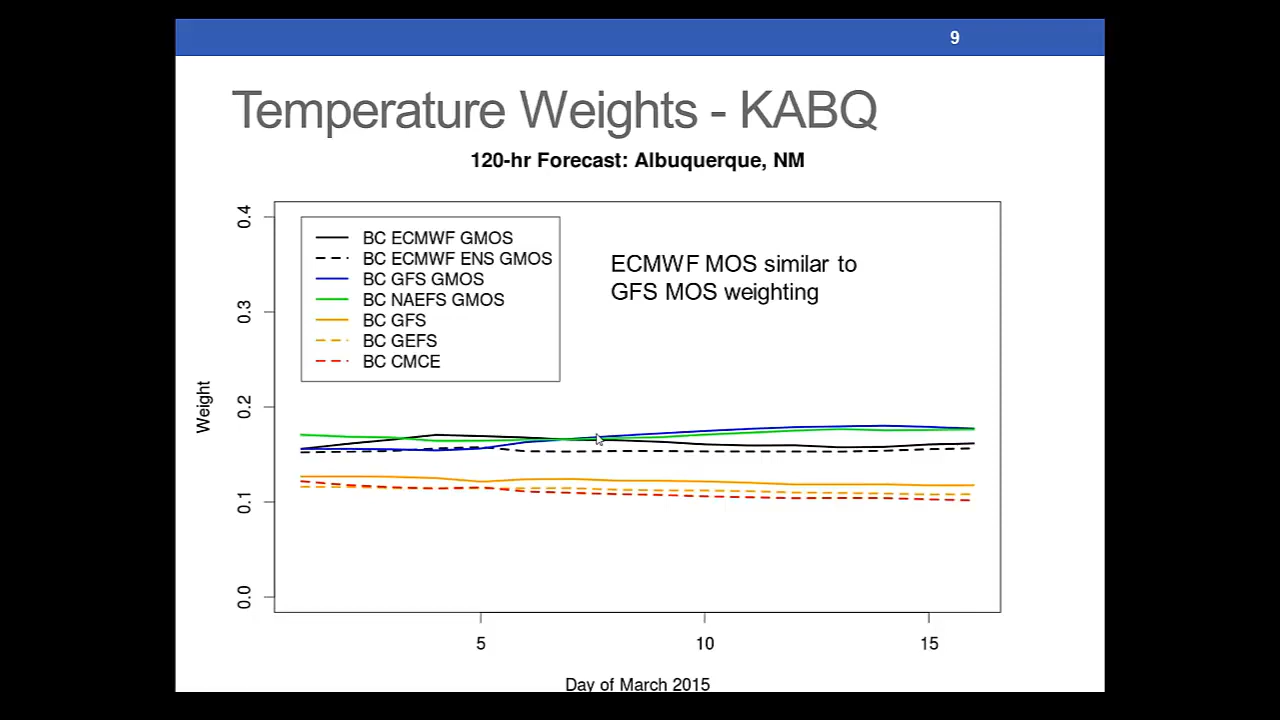 9
Temperature Weights - KABQ
120-hr Forecast: Albuquerque, NM
BC ECMWF GMOS
BC ECMWF ENS GMOS
BC GFS GMOS
BC NAEFS GMOS
BC GFS
BC GEFS
BC CMCE
ECMWF MOS similar to
GFS MOS weighting
Weight
0.4
0.3
0.2
0.1
0.0
5 10 15
Day of March 2015